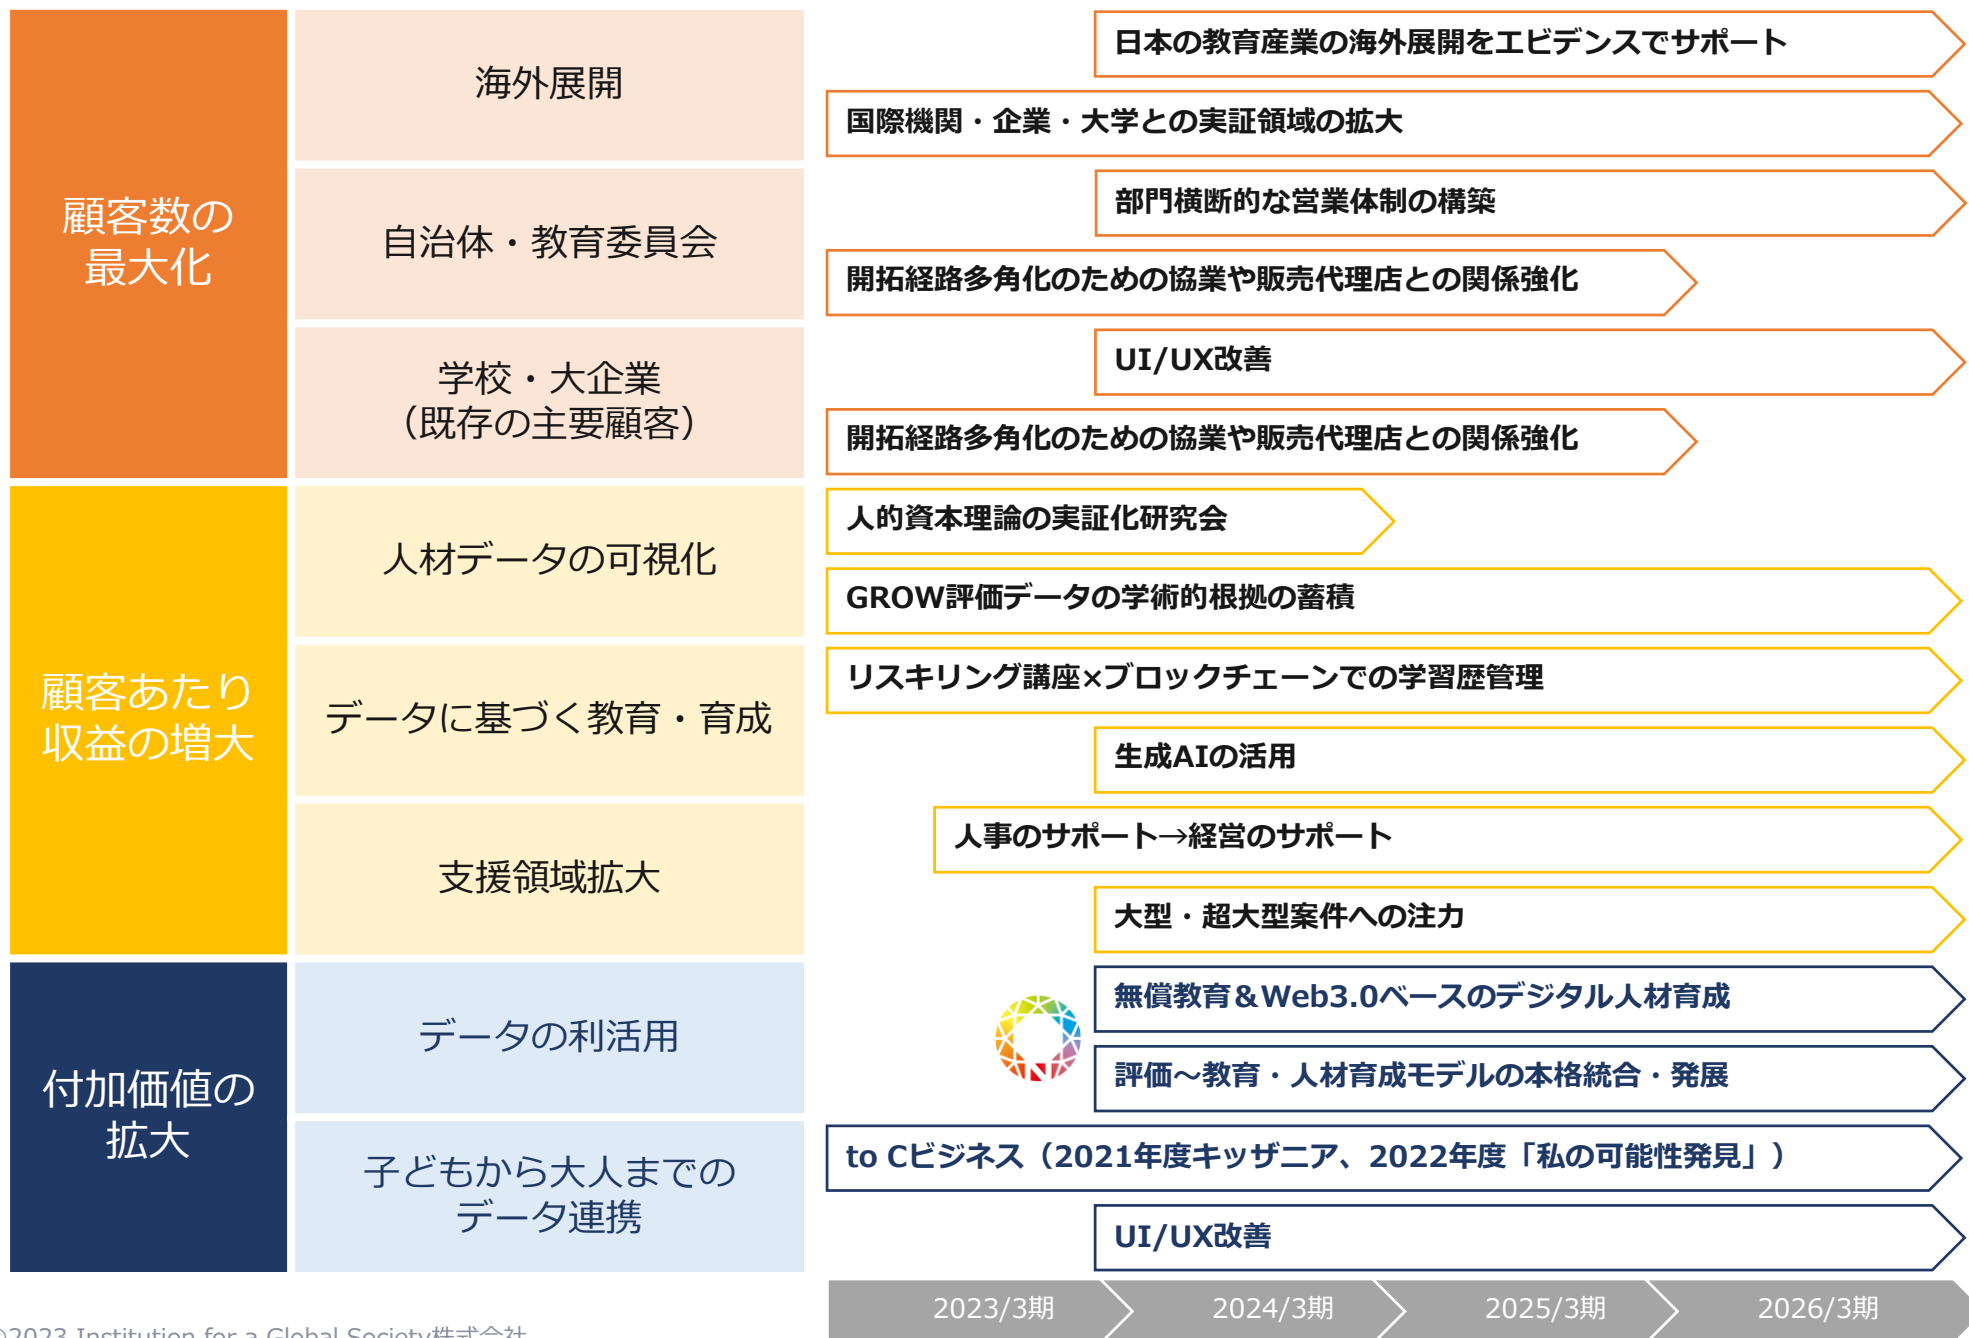 顧客数の
最大化
海外展開
日本の教育産業の海外展開をエビデンスでサポート
国際機関・企業・大学との実証領域の拡大
自治体・教育委員会
部門横断的な営業体制の構築
開拓経路多角化のための協業や販売代理店との関係強化
学校・大企業
（既存の主要顧客）
UI/UX改善
開拓経路多角化のための協業や販売代理店との関係強化
顧客あたり
収益の増大
人材データの可視化
人的資本理論の実証化研究会
GROW評価データの学術的根拠の蓄積
データに基づく教育・育成
リスキリング講座×ブロックチェーンでの学習歴管理
生成AIの活用
支援領域拡大
人事のサポート→経営のサポート
大型・超大型案件への注力
付加価値の
拡大
データの利活用
無償教育＆Web3.0ベースのデジタル人材育成
評価～教育・人材育成モデルの本格統合・発展
子どもから大人までの
データ連携
to Cビジネス（2021年度キッザニア、2022年度「私の可能性発見」）
UI/UX改善
2023/3期
2024/3期
2025/3期
2026/3期
©2023 Institution for a Global Society株式会社